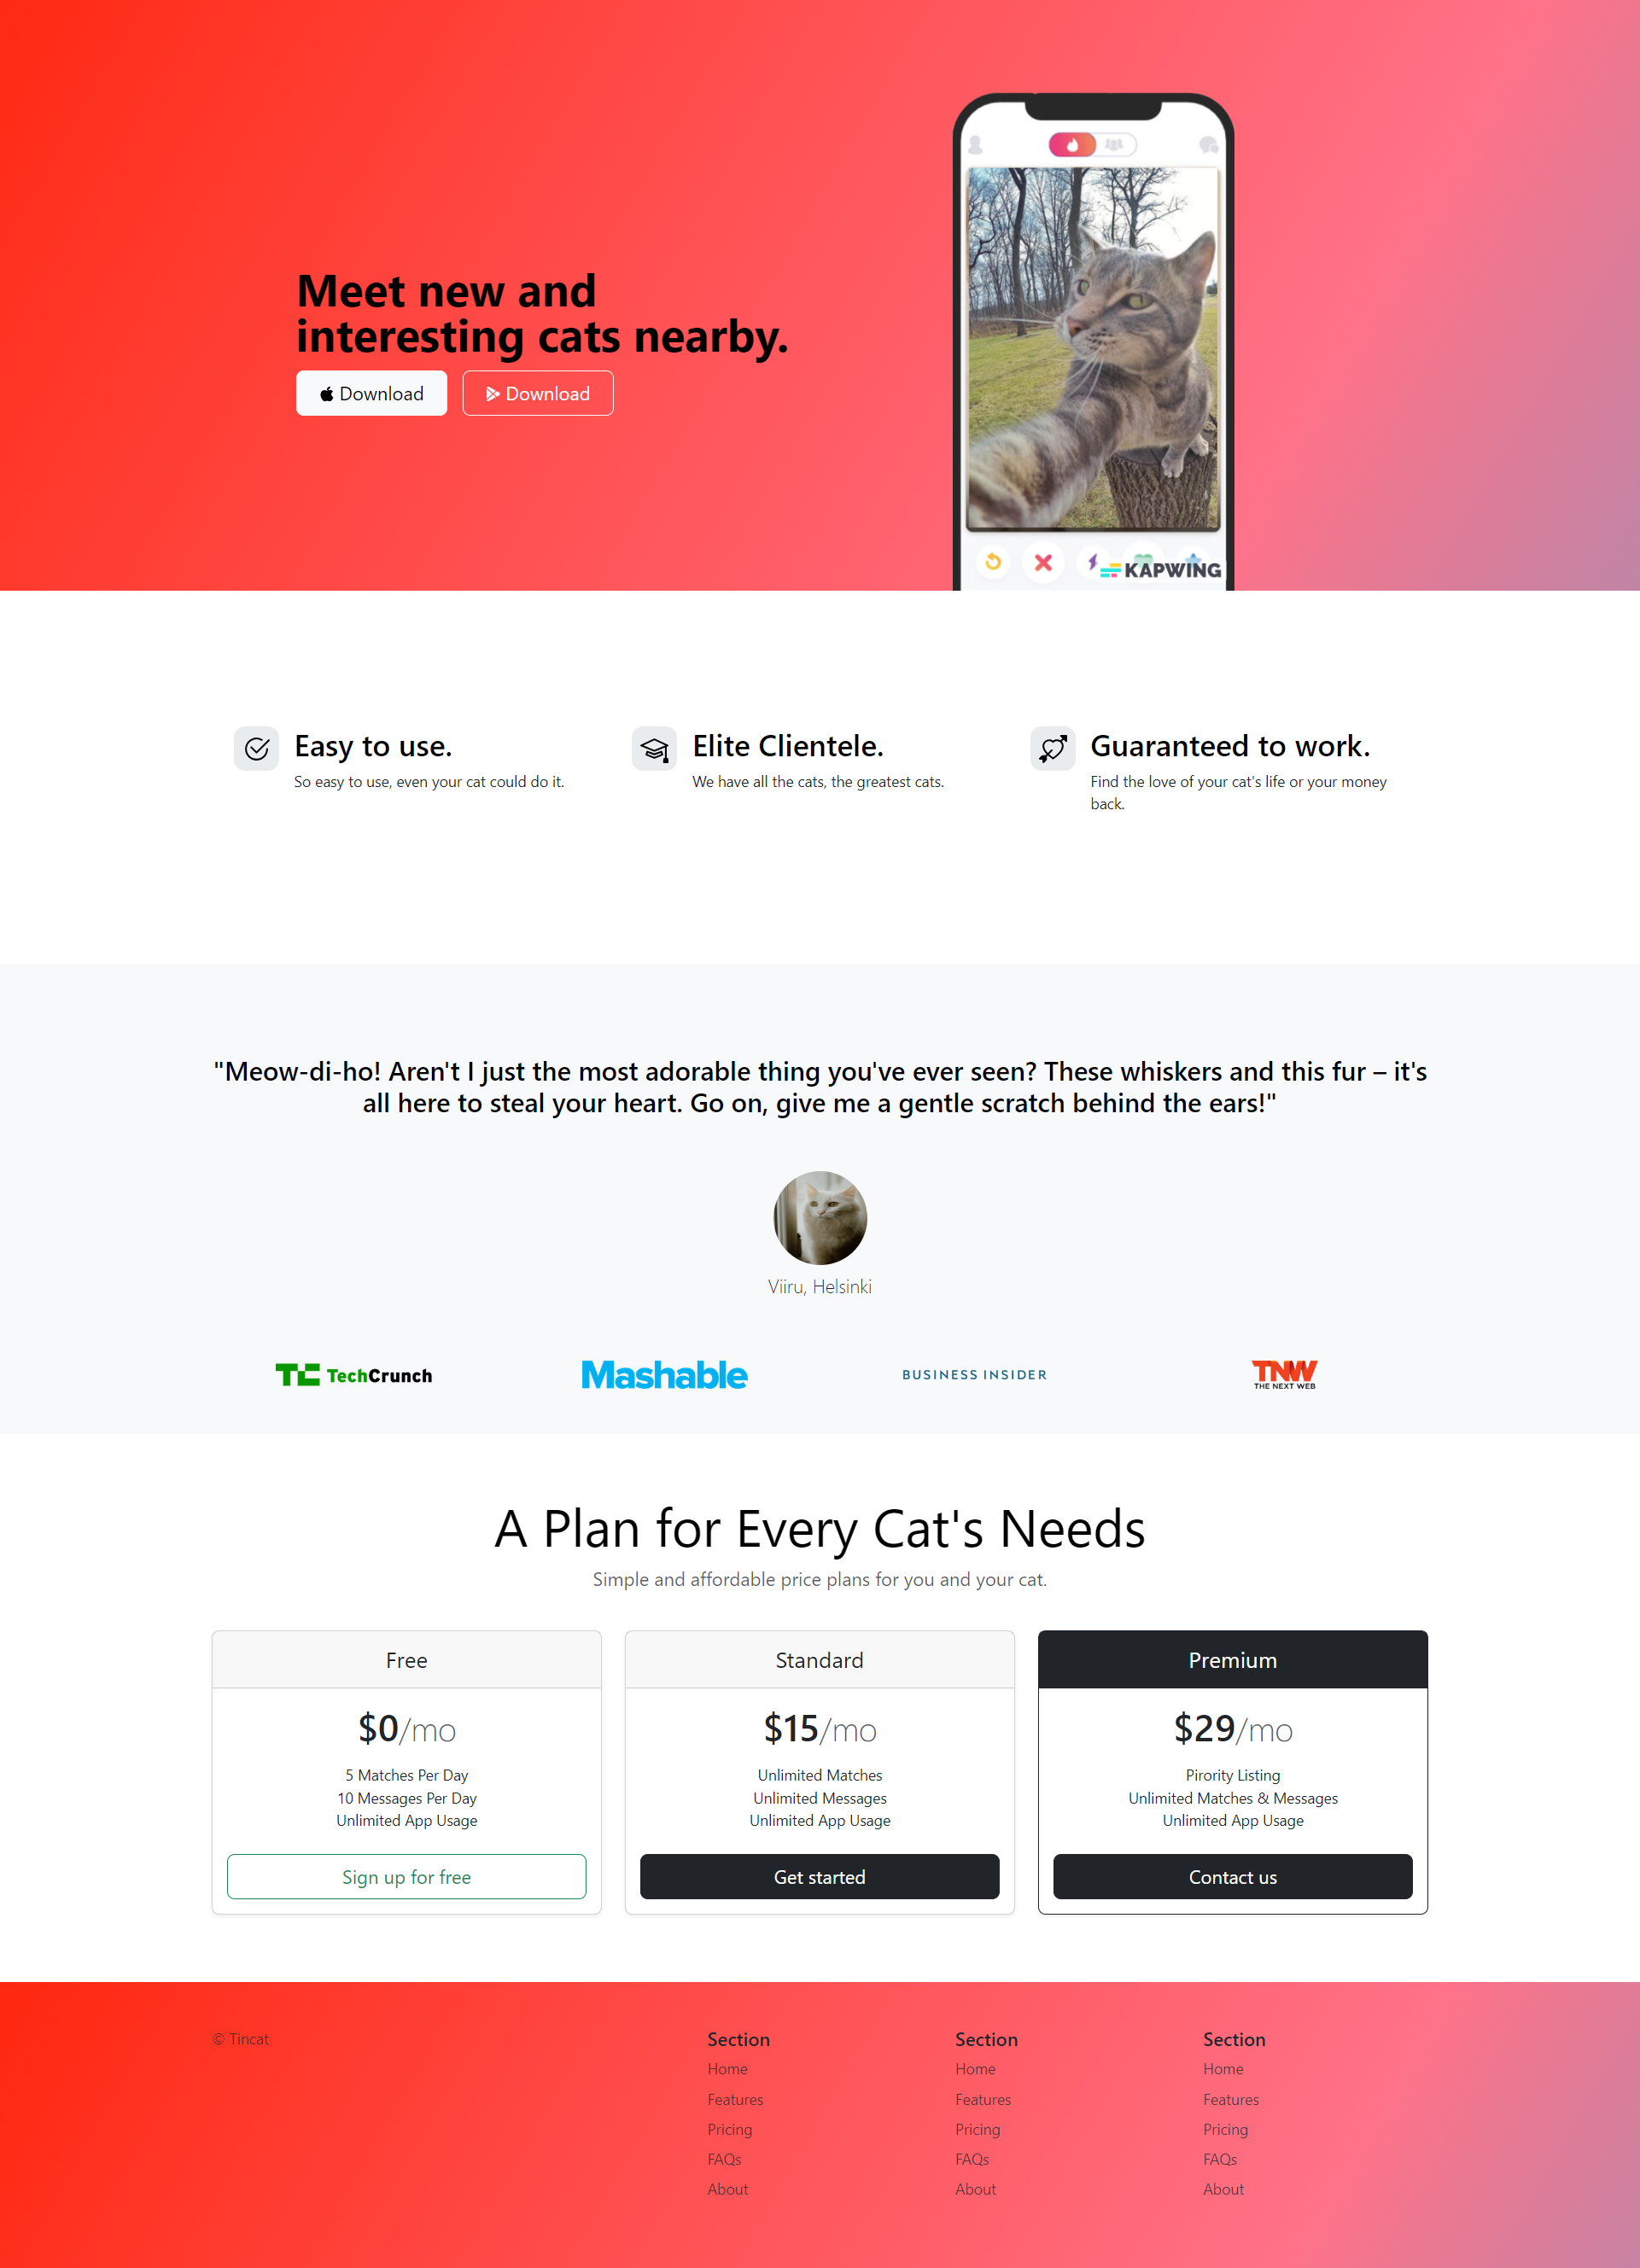 Meet new and
interesting cats nearby.
Download
Download
KAPWING
Easy to use.
So easy to use, even your cat could do it.
Elite Clientele.
We have all the cats, the greatest cats.
Guaranteed to work.
Find the love of your cat's life or your money
back.
"Meow-di-ho! Aren't I just the most adorable thing you've ever seen? These whiskers and this fur – it's
all here to steal your heart. Go on, give me a gentle scratch behind the ears!"
Viiru, Helsinki
TC TechCrunch
Mashable
BUSINESS INSIDER
TNW
THE NEXT WEB
A Plan for Every Cat's Needs
Simple and affordable price plans for you and your cat.
Free
$0/mo
5 Matches Per Day
10 Messages Per Day
Unlimited App Usage
Sign up for free
Standard
$15/mo
Unlimited Matches
Unlimited Messages
Unlimited App Usage
Get started
Premium
$29/mo
Pirority Listing
Unlimited Matches & Messages
Unlimited App Usage
Contact us
© Tincat
Section
Home
Features
Pricing
FAQs
About
Section
Home
Features
Pricing
FAQs
About
Section
Home
Features
Pricing
FAQs
About